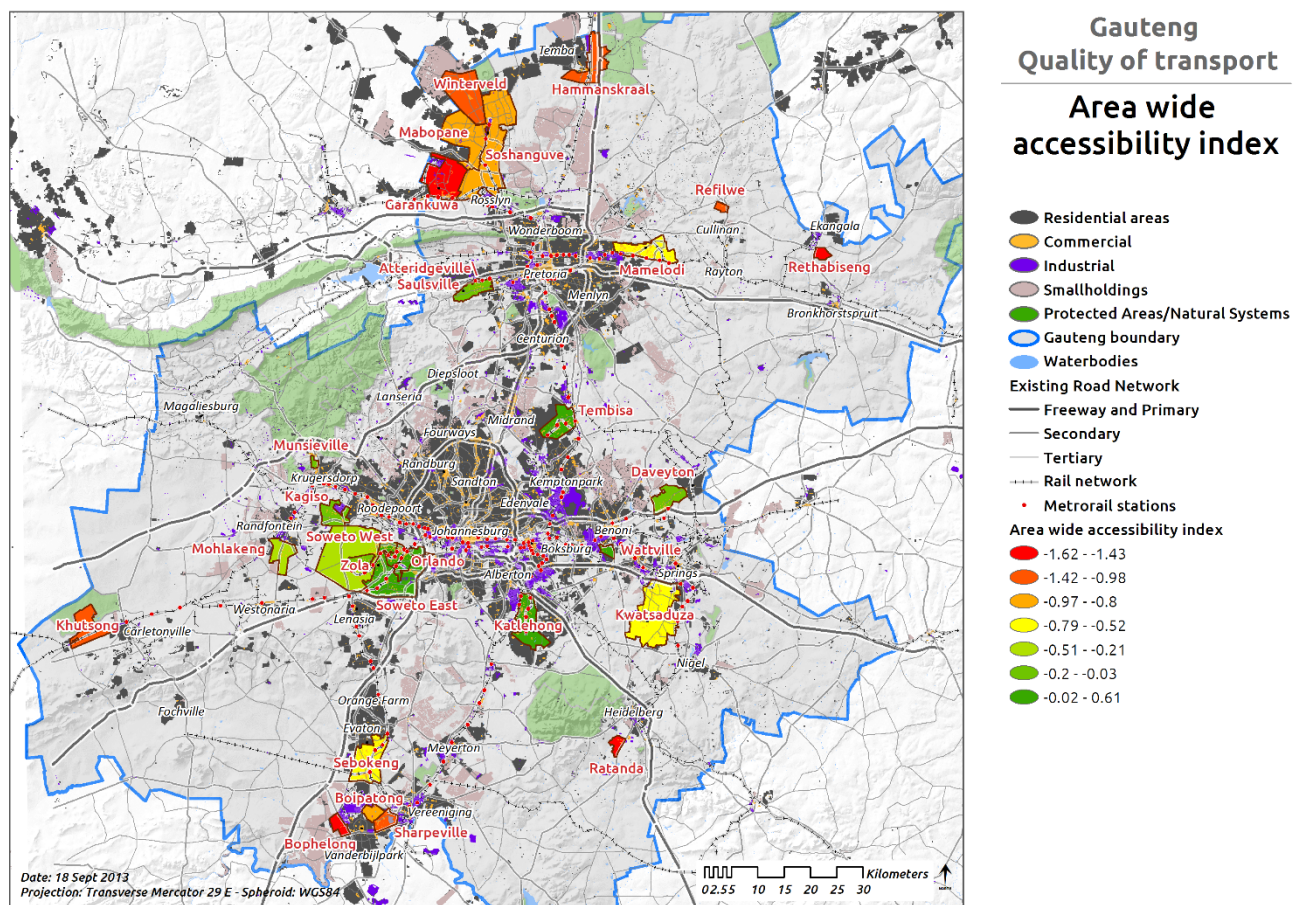 Gauteng
Quality of transport
Area wide
accessibility index
Residential areas
Commercial
Industrial
Smallholdings
Protected Areas/Natural Systems
Gauteng boundary
Waterbodies
Existing Road Network
Freeway and Primary
Secondary
Tertiary
Rail network
Metrorail stations
Area wide accessibility index
-1.62 - -1.43
-1.42 - -0.98
-0.97 - -0.8
-0.79 - -0.52
-0.51 - -0.21
-0.2 - -0.03
-0.02 - 0.61
Temba
Winterveld
Hammanskraal
Mabopane
Soshanguve
Refilwe
Garankuwa
Rosslyn
Ekangala
Wonderboom
Cullinan
Atteridgeville
Pretoria
Mamelodi
Rayton
Rethabiseng
Saulsville
Menlyn
Bronkhorstspruit
Centurion
Diepsloot
Lanseria
Magaliesburg
Midrand
Tembisa
Munsieville
Fourways
Krugersdorp
Randburg
Daveyton
Sandton
Kemptonpark
Kagiso
Roodepoort
Edenvale
Randfontein
Soweto West
Johannesburg
Benoni
Mohlakeng
Boksburg
Wattville
Zola
Orlando
Alberton
Springs
Soweto East
Westonaria
Lenasia
Khutsong
Carletonville
Katlehong
Kwatsaduza
Nigel
Orange Farm
Fochville
Heidelberg
Evaton
Meyerton
Sebokeng
Ratanda
Boipatong
Vereeniging
Sharpeville
Bophelong
Vanderbijlpark
Date: 18 Sept 2013
Projection: Transverse Mercator 29 E - Spheroid: WGS84
Kilometers
0 2.5 5 10 15 20 25 30
NORTH